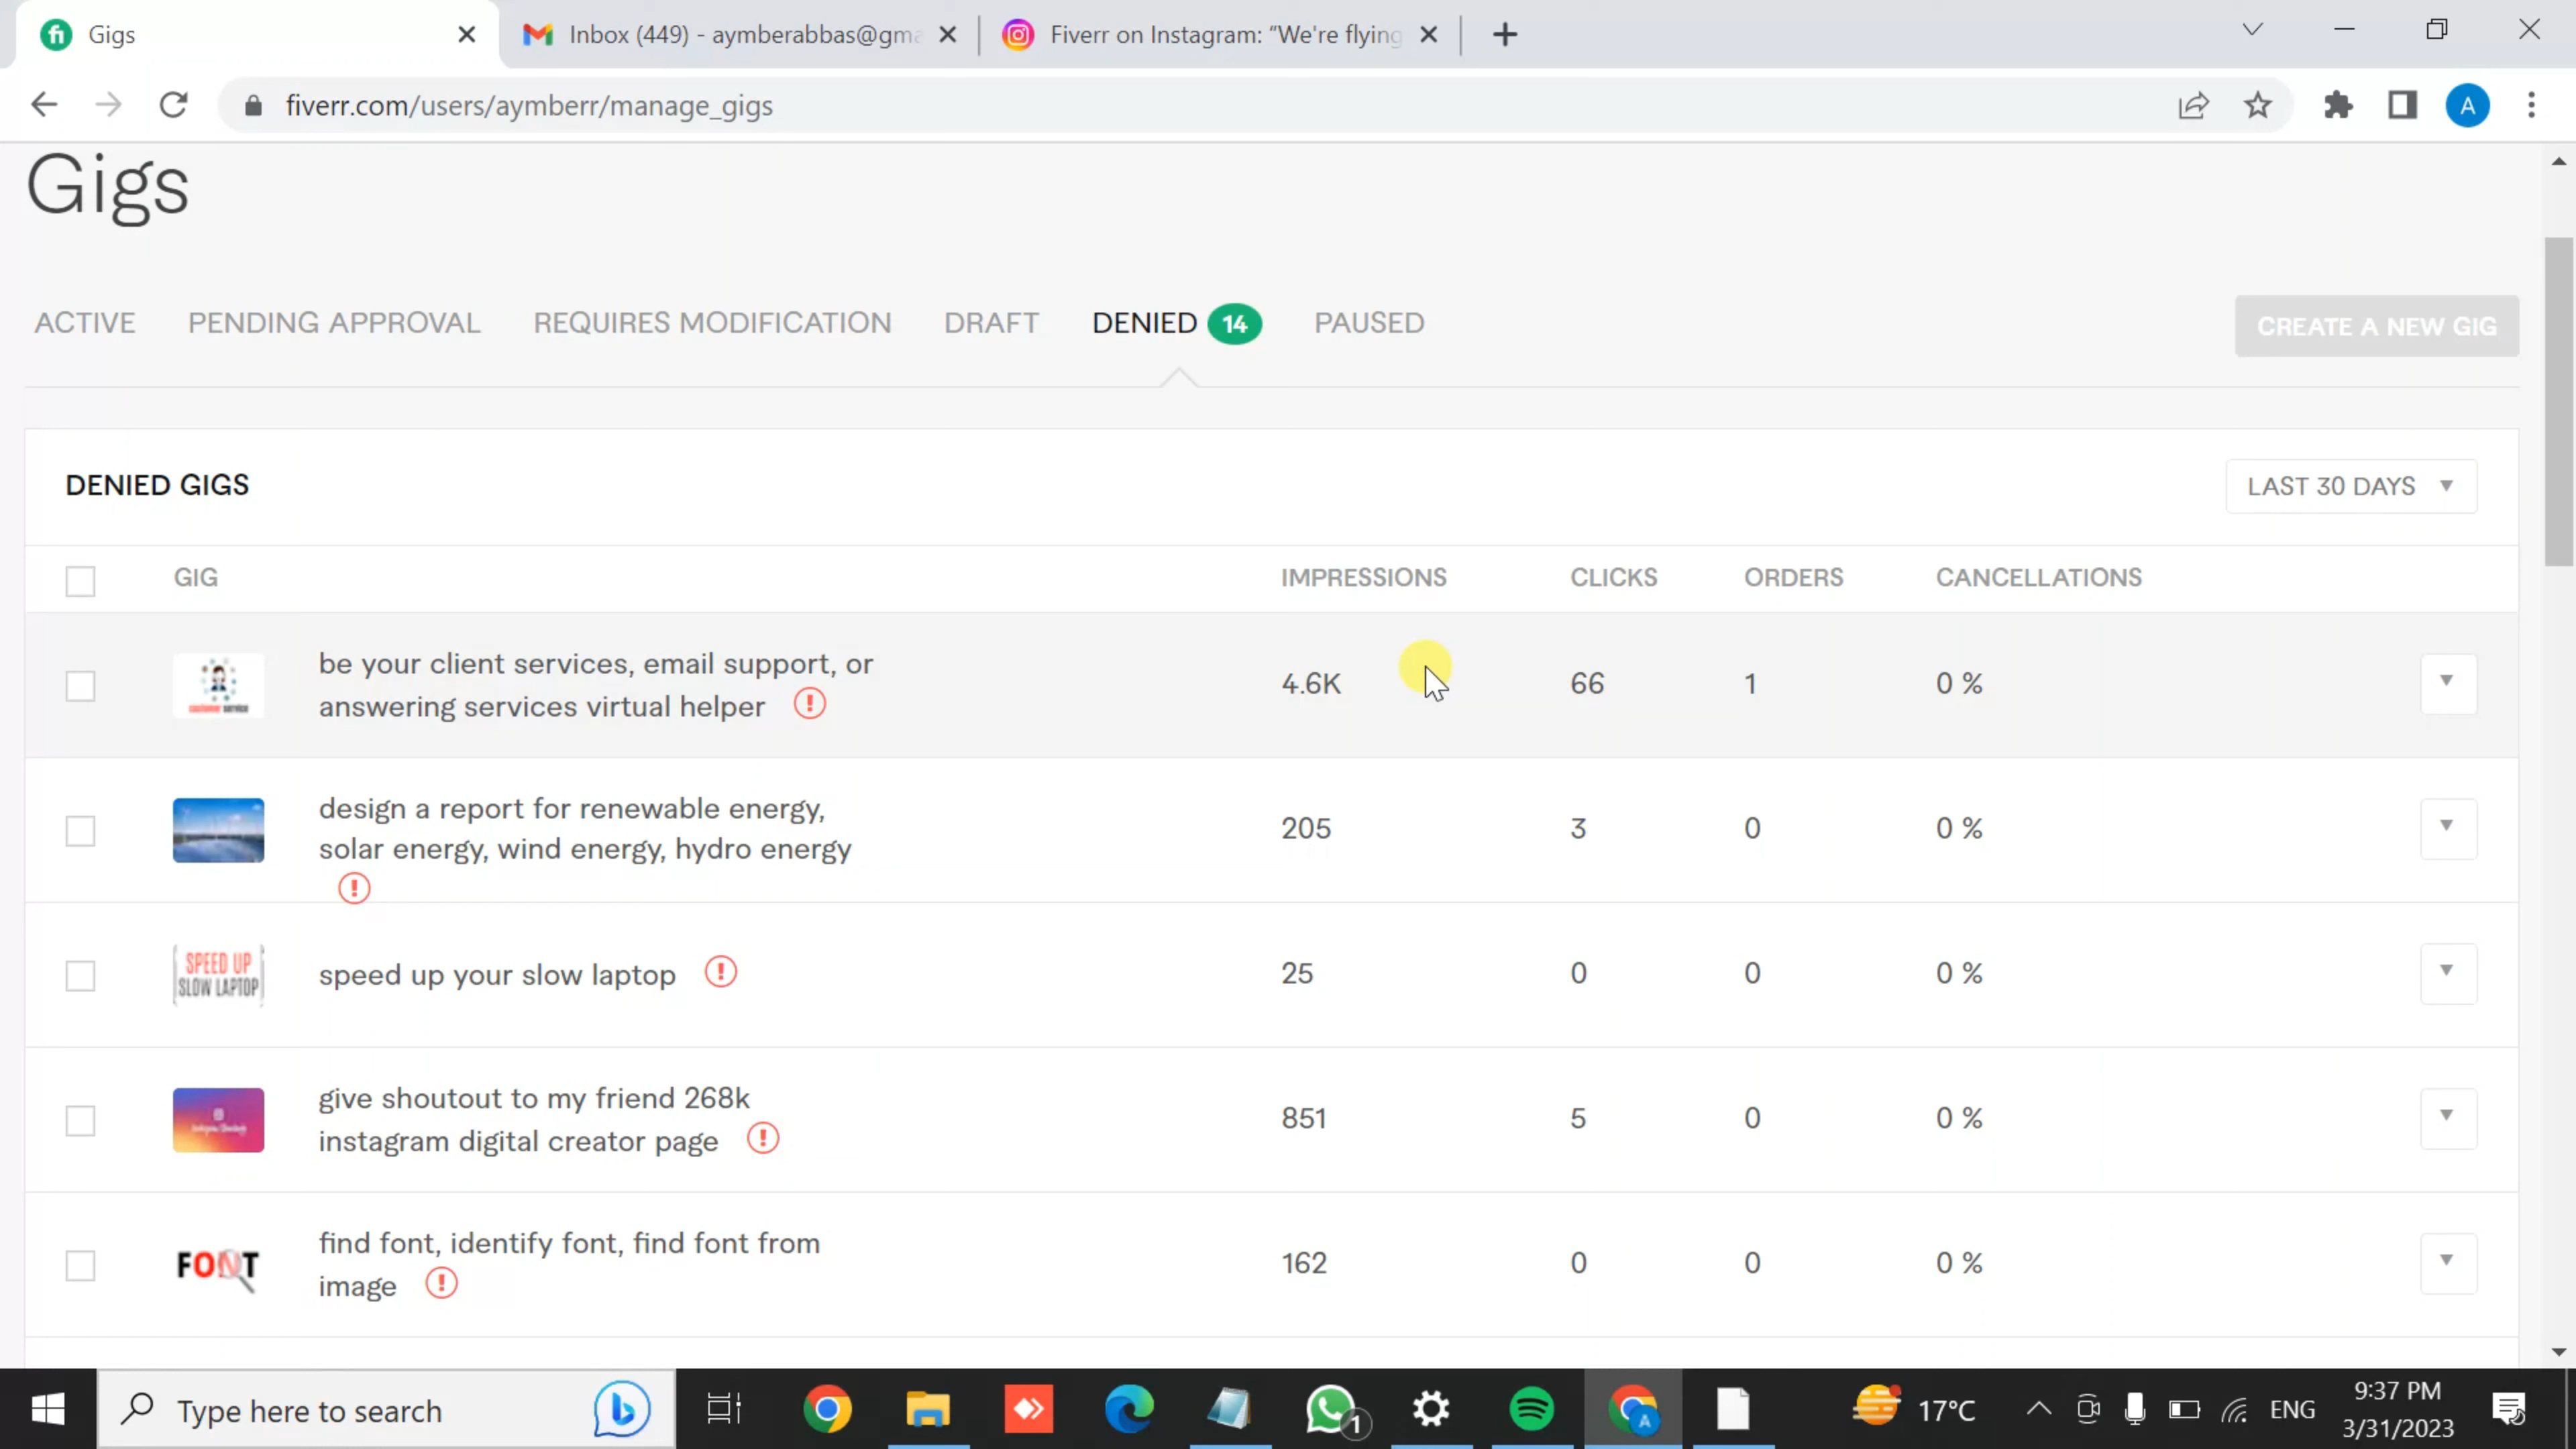 Gigs
Inbox (449) - aymberabbas@gma
Fiverr on Instagram: "We're flying
fiverr.com/users/aymberr/manage_gigs
A
Gigs
ACTIVE PENDING APPROVAL REQUIRES MODIFICATION DRAFT DENIED 14 PAUSED
CREATE A NEW GIG
DENIED GIGS
LAST 30 DAYS
GIG IMPRESSIONS CLICKS ORDERS CANCELLATIONS
be your client services, email support, or
answering services virtual helper
4.6K 66 1 0 %
customer service
design a report for renewable energy,
solar energy, wind energy, hydro energy
205 3 0 0 %
SPEED UP
SLOW LAPTOP
speed up your slow laptop
25 0 0 0 %
give shoutout to my friend 268k
instagram digital creator page
851 5 0 0 %
FONT
find font, identify font, find font from
image
162 0 0 0 %
Type here to search
1
A
17°C
ENG
9:37 PM
3/31/2023